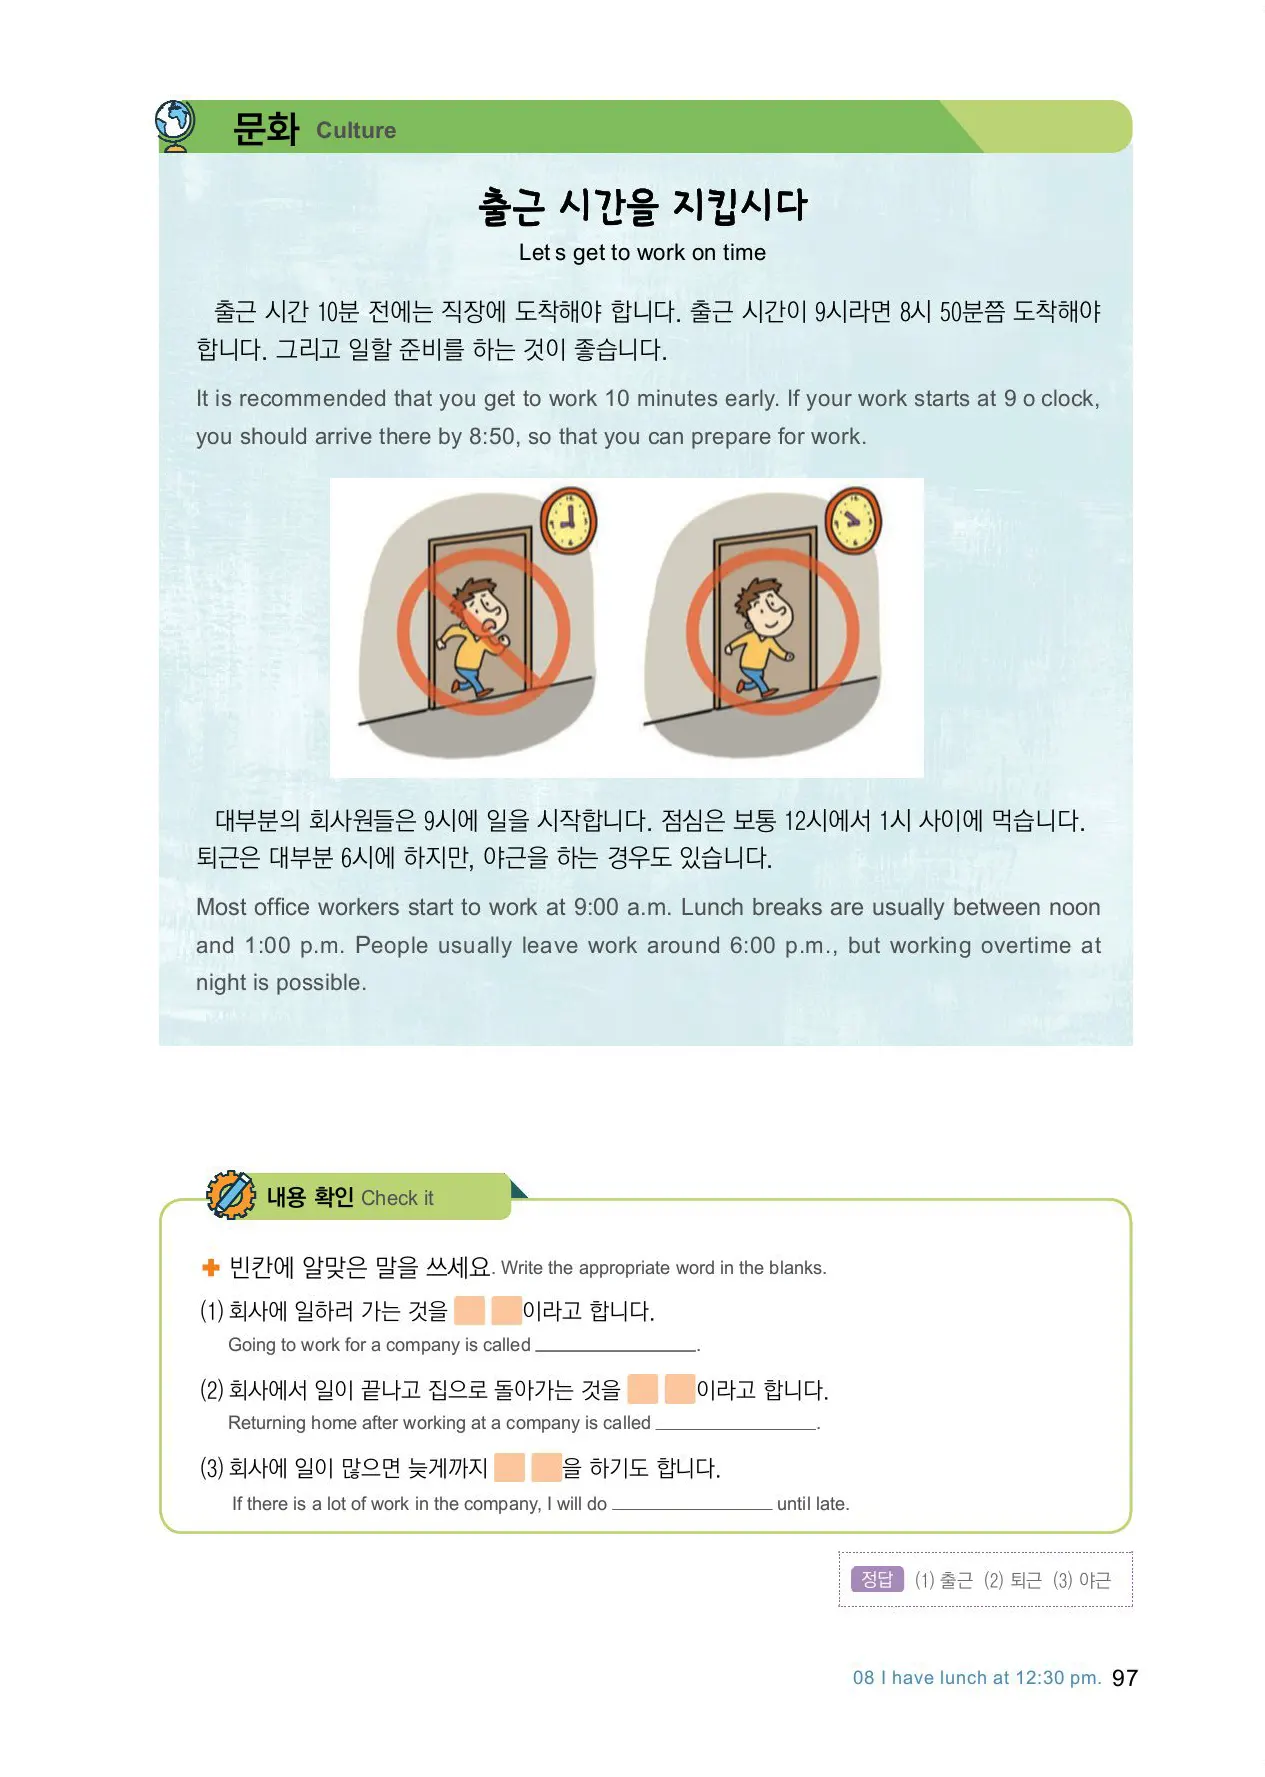 문화 Culture
출근 시간을 지킵시다
Let s get to work on time
출근 시간 10분 전에는 직장에 도착해야 합니다. 출근 시간이 9시라면 8시 50분쯤 도착해야
합니다. 그리고 일할 준비를 하는 것이 좋습니다.
It is recommended that you get to work 10 minutes early. If your work starts at 9 o clock,
you should arrive there by 8:50, so that you can prepare for work.
대부분의 회사원들은 9시에 일을 시작합니다. 점심은 보통 12시에서 1시 사이에 먹습니다.
퇴근은 대부분 6시에 하지만, 야근을 하는 경우도 있습니다.
Most office workers start to work at 9:00 a.m. Lunch breaks are usually between noon
and 1:00 p.m. People usually leave work around 6:00 p.m., but working overtime at
night is possible.
내용 확인 Check it
빈칸에 알맞은 말을 쓰세요. Write the appropriate word in the blanks.
(1) 회사에 일하러 가는 것을 이라고 합니다.
Going to work for a company is called ________________.
(2) 회사에서 일이 끝나고 집으로 돌아가는 것을 이라고 합니다.
Returning home after working at a company is called ________________.
(3) 회사에 일이 많으면 늦게까지 을 하기도 합니다.
If there is a lot of work in the company, I will do ________________ until late.
정답 (1) 출근 (2) 퇴근 (3) 야근
08 I have lunch at 12:30 pm. 97